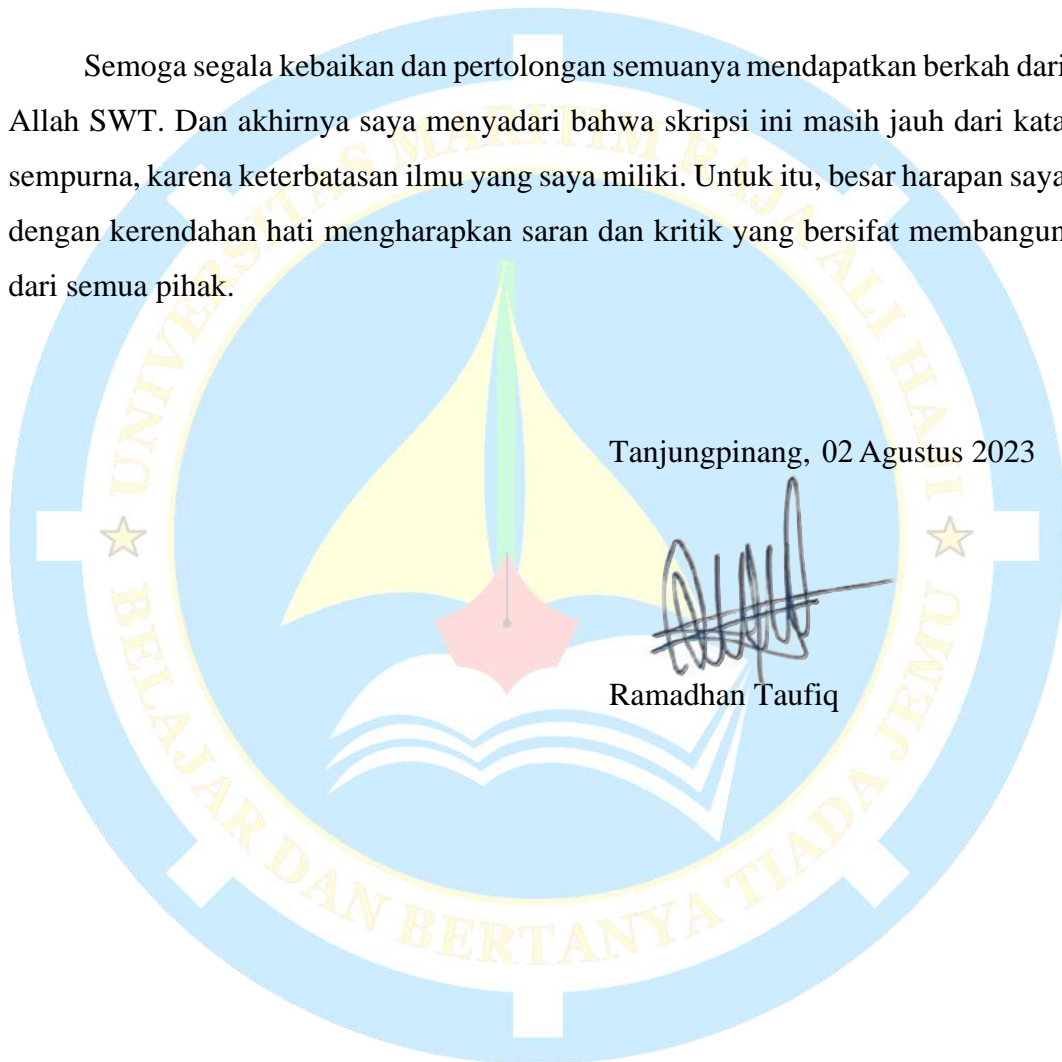 Semoga segala kebaikan dan pertolongan semuanya mendapatkan berkah dari
Allah SWT. Dan akhirnya saya menyadari bahwa skripsi ini masih jauh dari kata
sempurna, karena keterbatasan ilmu yang saya miliki. Untuk itu, besar harapan saya
dengan kerendahan hati mengharapkan saran dan kritik yang bersifat membangun
dari semua pihak.
Tanjungpinang, 02 Agustus 2023
Ramadhan Taufiq
UNIVERSITAS MARITIM RAJA ALI HAJI
BELAJAR DAN BERTANYA TIADA JEMU